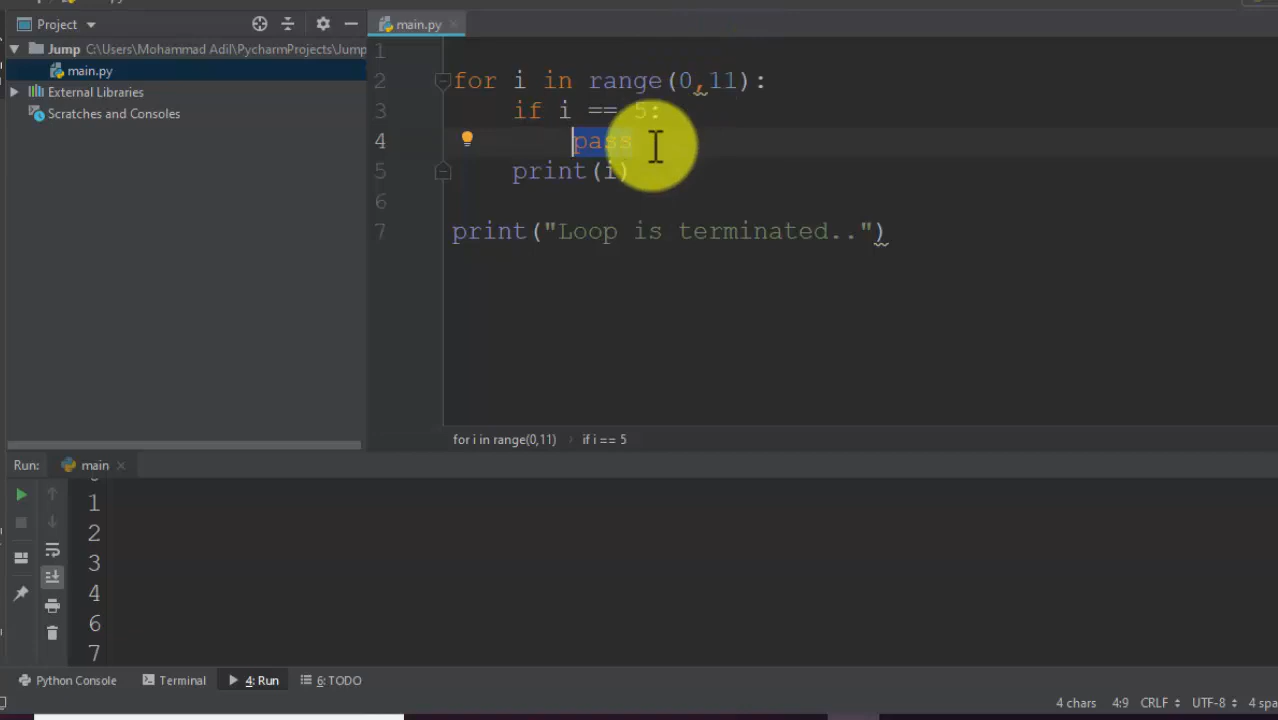 Project
main.py
Jump C:\Users\Mohammad Adil\PycharmProjects\Jump
main.py
External Libraries
Scratches and Consoles
1
2 for i in range(0,11):
3 if i == 5:
4 pass
5 print(i)
6
7 print("Loop is terminated..")
for i in range(0,11) › if i == 5
Run: main
1
2
3
4
6
7
Python Console Terminal 4: Run 6: TODO
4 chars 4:9 CRLF UTF-8 4 spa